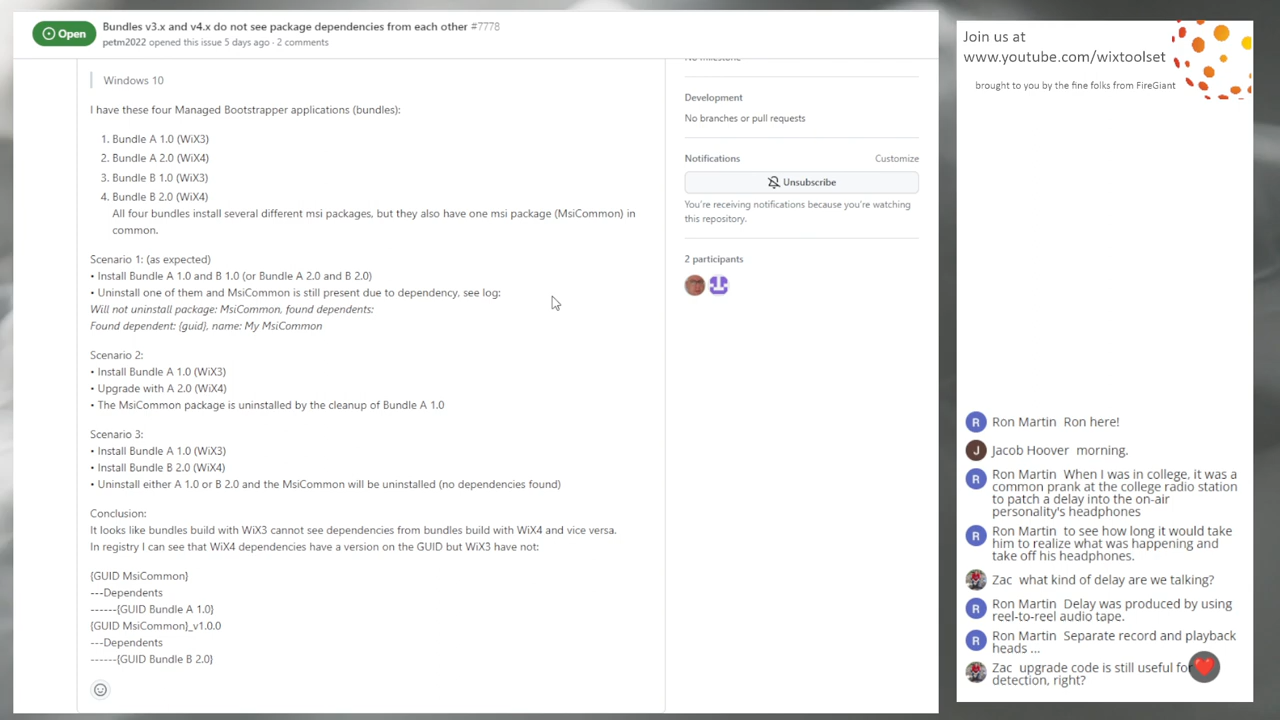 Open
Bundles v3.x and v4.x do not see package dependencies from each other #7778
petm2022 opened this issue 5 days ago · 2 comments
Windows 10
I have these four Managed Bootstrapper applications (bundles):
1. Bundle A 1.0 (WiX3)
2. Bundle A 2.0 (WiX4)
3. Bundle B 1.0 (WiX3)
4. Bundle B 2.0 (WiX4)
All four bundles install several different msi packages, but they also have one msi package (MsiCommon) in
common.
Scenario 1: (as expected)
• Install Bundle A 1.0 and B 1.0 (or Bundle A 2.0 and B 2.0)
• Uninstall one of them and MsiCommon is still present due to dependency, see log:
Will not uninstall package: MsiCommon, found dependents:
Found dependent: {guid}, name: My MsiCommon
Scenario 2:
• Install Bundle A 1.0 (WiX3)
• Upgrade with A 2.0 (WiX4)
• The MsiCommon package is uninstalled by the cleanup of Bundle A 1.0
Scenario 3:
• Install Bundle A 1.0 (WiX3)
• Install Bundle B 2.0 (WiX4)
• Uninstall either A 1.0 or B 2.0 and the MsiCommon will be uninstalled (no dependencies found)
Conclusion:
It looks like bundles build with WiX3 cannot see dependencies from bundles build with WiX4 and vice versa.
In registry I can see that WiX4 dependencies have a version on the GUID but WiX3 have not:
{GUID MsiCommon}
---Dependents
------{GUID Bundle A 1.0}
{GUID MsiCommon}_v1.0.0
---Dependents
------{GUID Bundle B 2.0}
No milestone
Development
No branches or pull requests
Notifications
Customize
Unsubscribe
You're receiving notifications because you're watching
this repository.
2 participants
Join us at
www.youtube.com/wixtoolset
brought to you by the fine folks from FireGiant
R Ron Martin Ron here!
J Jacob Hoover morning.
R Ron Martin When I was in college, it was a
common prank at the college radio station
to patch a delay into the on-air
personality's headphones
R Ron Martin to see how long it would take
him to realize what was happening and
take off his headphones.
Zac what kind of delay are we talking?
R Ron Martin Delay was produced by using
reel-to-reel audio tape.
R Ron Martin Separate record and playback
heads ...
Zac upgrade code is still useful for
detection, right?